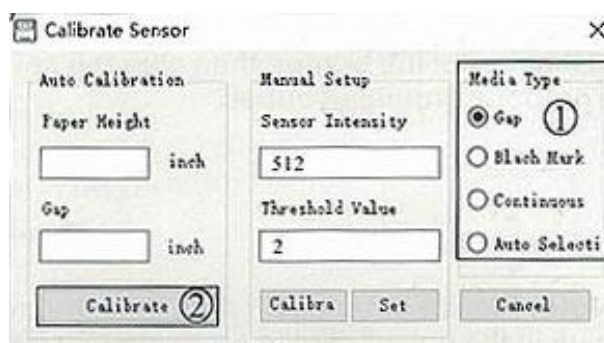 Calibrate Sensor
Auto Calibration
Paper Height
inch
Gap
inch
Calibrate ②
Manual Setup
Sensor Intensity
512
Threshold Value
2
Calibra
Set
Media Type
Gap ①
Black Mark
Continuous
Auto Selecti
Cancel